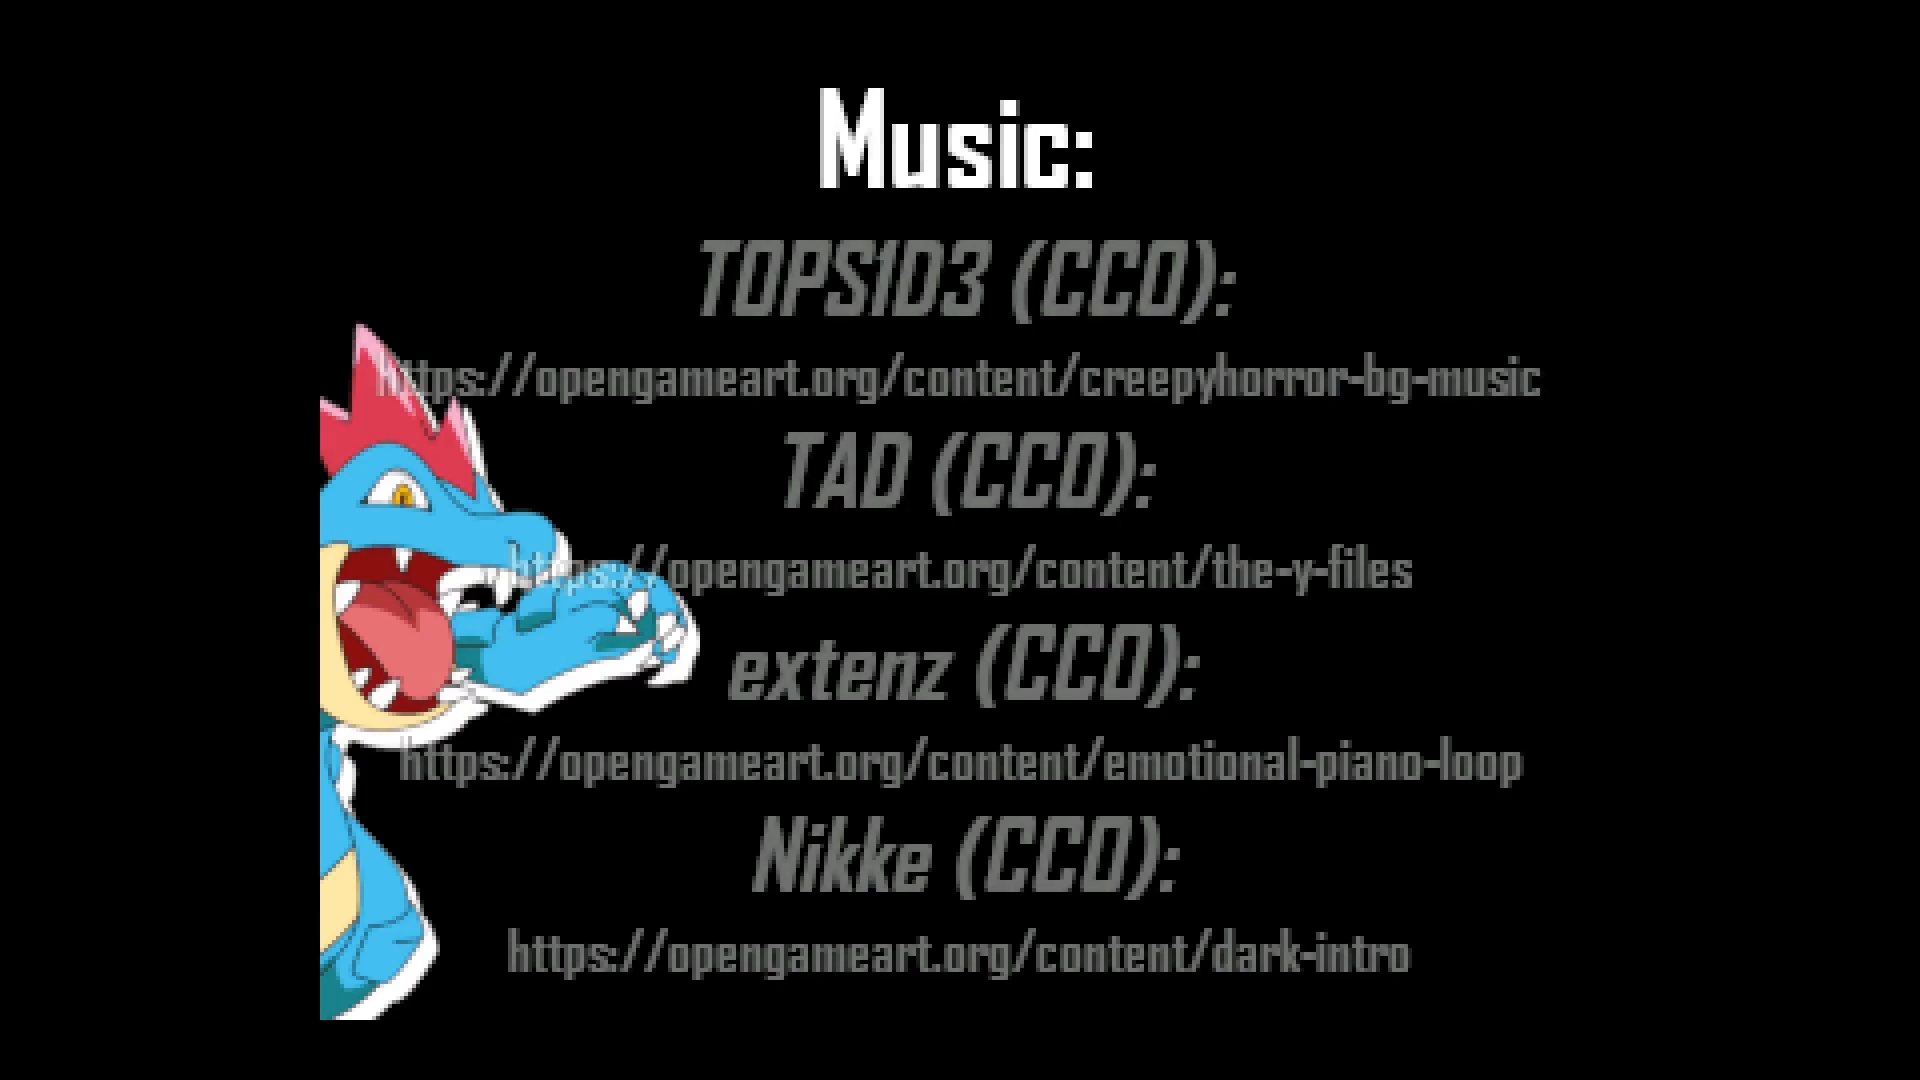 Music:
TOPS1D3 (CC0):
https://opengameart.org/content/creepyhorror-bg-music
TAD (CC0):
https://opengameart.org/content/the-y-files
extenz (CC0):
https://opengameart.org/content/emotional-piano-loop
Nikke (CC0):
https://opengameart.org/content/dark-intro